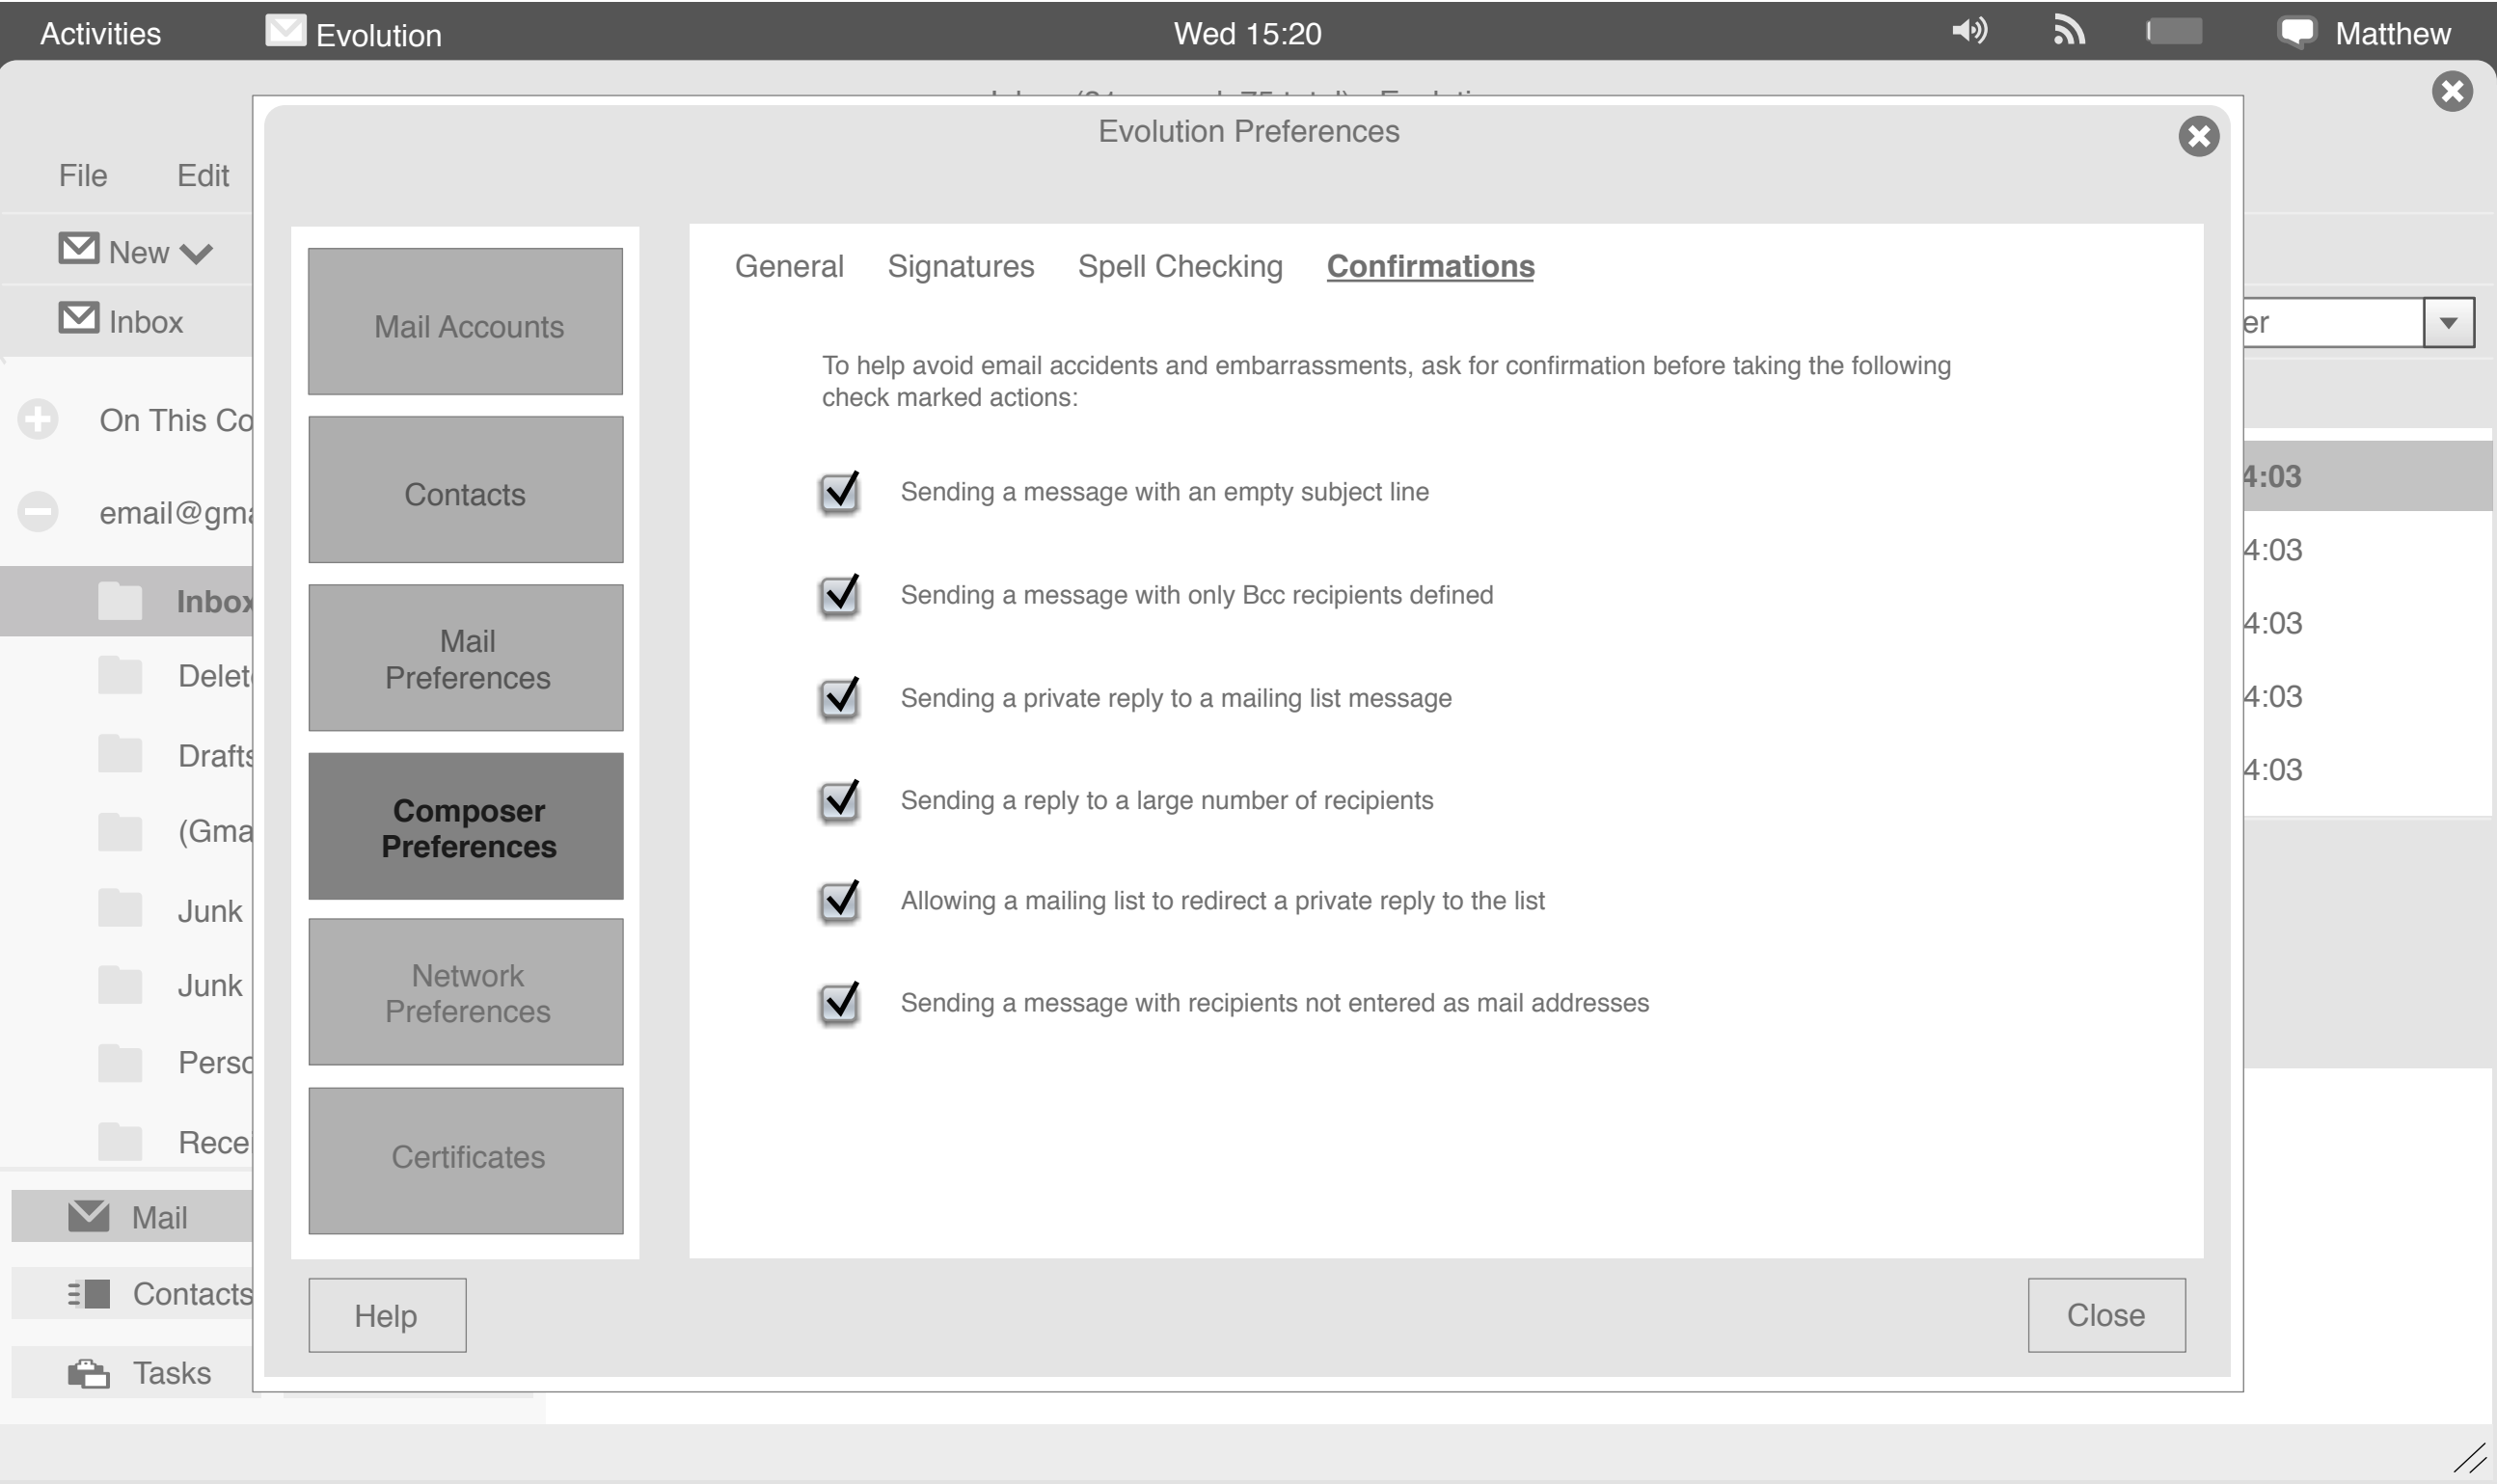 Activities
Evolution
Wed 15:20
Matthew
Evolution Preferences
File
Edit
New
Inbox
er
On This Co
email@gma
Inbox
Delet
Drafts
(Gma
Junk
Junk
Perso
Recei
Mail
Contacts
Tasks
Mail Accounts
Contacts
Mail
Preferences
Composer
Preferences
Network
Preferences
Certificates
General
Signatures
Spell Checking
Confirmations
To help avoid email accidents and embarrassments, ask for confirmation before taking the following
check marked actions:
Sending a message with an empty subject line
Sending a message with only Bcc recipients defined
Sending a private reply to a mailing list message
Sending a reply to a large number of recipients
Allowing a mailing list to redirect a private reply to the list
Sending a message with recipients not entered as mail addresses
4:03
4:03
4:03
4:03
4:03
Help
Close